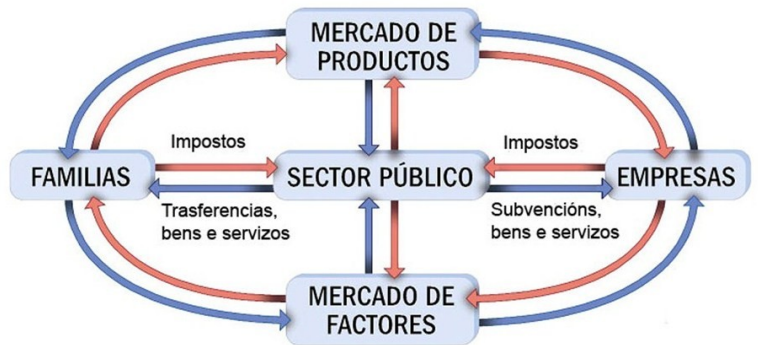 MERCADO DE
PRODUCTOS
Impostos
Impostos
FAMILIAS
SECTOR PÚBLICO
EMPRESAS
Trasferencias,
bens e servizos
Subvencións,
bens e servizos
MERCADO DE
FACTORES